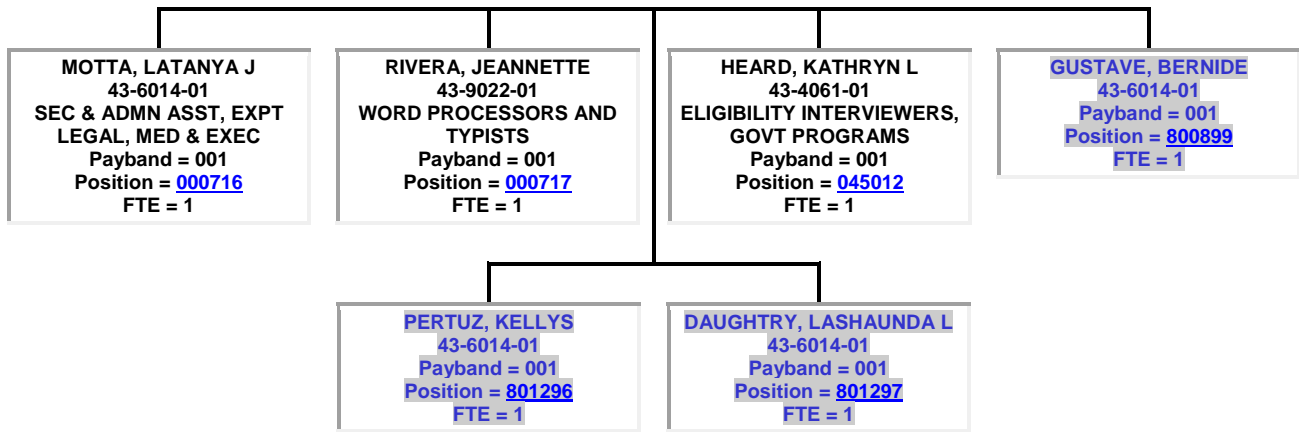 MOTTA, LATANYA J
43-6014-01
SEC & ADMN ASST, EXPT
LEGAL, MED & EXEC
Payband = 001
Position = 000716
FTE = 1
RIVERA, JEANNETTE
43-9022-01
WORD PROCESSORS AND
TYPISTS
Payband = 001
Position = 000717
FTE = 1
HEARD, KATHRYN L
43-4061-01
ELIGIBILITY INTERVIEWERS,
GOVT PROGRAMS
Payband = 001
Position = 045012
FTE = 1
GUSTAVE, BERNIDE
43-6014-01
Payband = 001
Position = 800899
FTE = 1
PERTUZ, KELLYS
43-6014-01
Payband = 001
Position = 801296
FTE = 1
DAUGHTRY, LASHAUNDA L
43-6014-01
Payband = 001
Position = 801297
FTE = 1